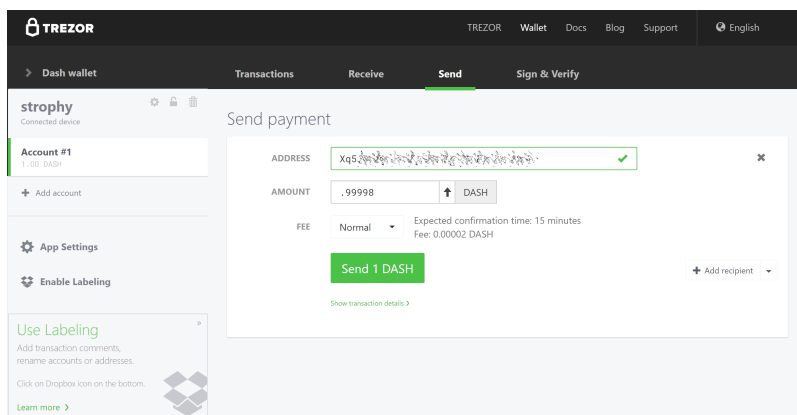 TREZOR
TREZOR Wallet Docs Blog Support English
Dash wallet
Transactions Receive Send Sign & Verify
strophy
Connected device
Account #1
1.00 DASH
Add account
App Settings
Enable Labeling
Use Labeling
Add transaction comments,
rename accounts or addresses.
Click on Dropbox icon on the bottom.
Learn more
Send payment
ADDRESS Xq5
AMOUNT .99998 DASH
FEE Normal Expected confirmation time: 15 minutes
Fee: 0.00002 DASH
Send 1 DASH
Add recipient
Show transaction details